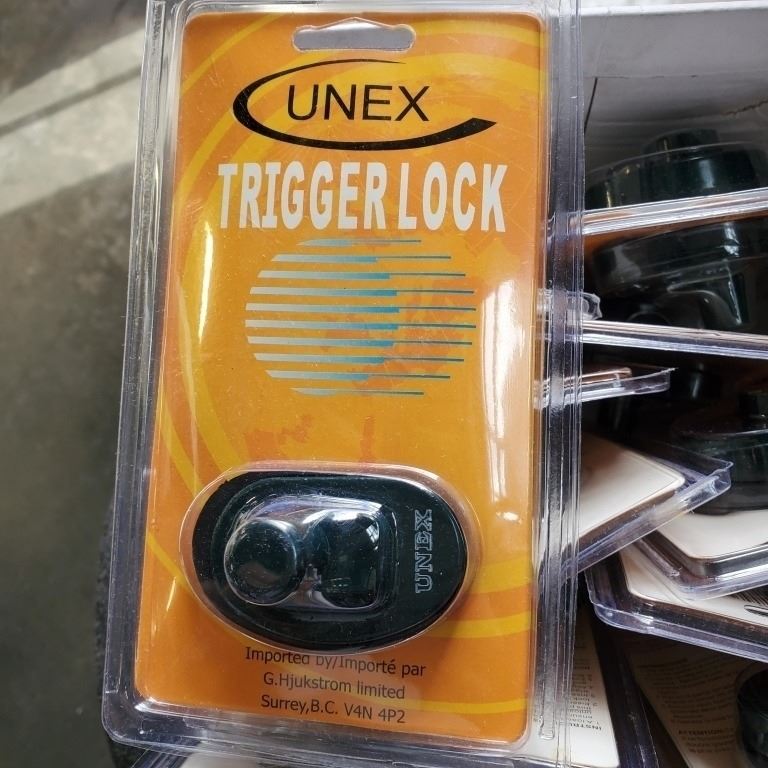 UNEX
TRIGGER LOCK
UNEX
Imported by/Importé par
G.Hjukstrom limited
Surrey,B.C. V4N 4P2